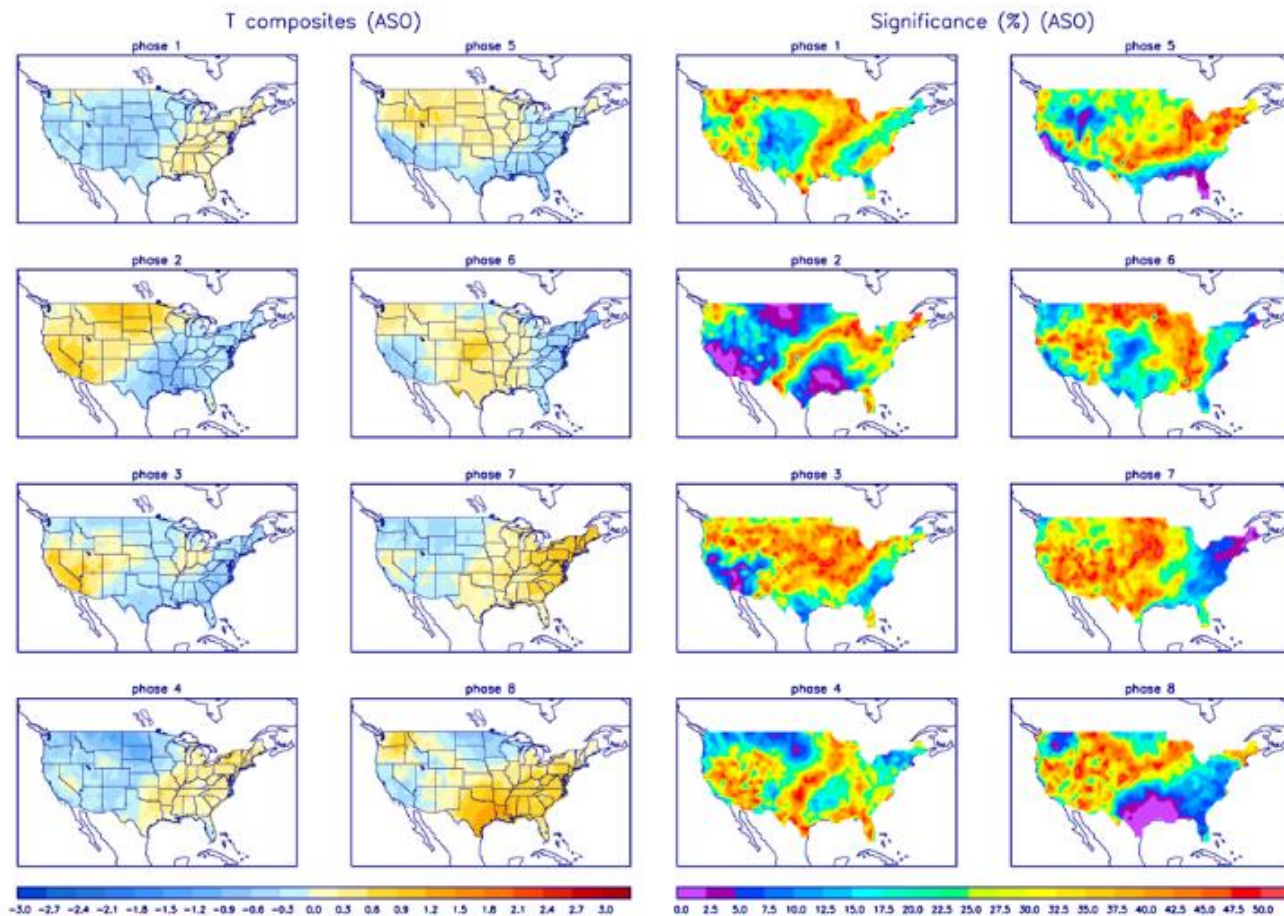 T composites (ASO) Significance (%) (ASO)
phase 1 phase 5 phase 1 phase 5
phase 2 phase 6 phase 2 phase 6
phase 3 phase 7 phase 3 phase 7
phase 4 phase 8 phase 4 phase 8
-3.0 -2.7 -2.4 -2.1 -1.8 -1.5 -1.2 -0.9 -0.6 -0.3 0.0 0.3 0.6 0.9 1.2 1.5 1.8 2.1 2.4 2.7 3.0 0.0 2.5 5.0 7.5 10.0 12.5 15.0 17.5 20.0 22.5 25.0 27.5 30.0 32.5 35.0 37.5 40.0 42.5 45.0 47.5 50.0